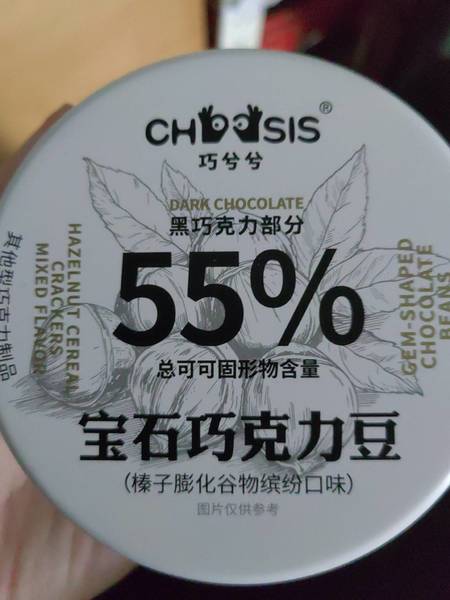 CHOOSIS®
巧兮兮
DARK CHOCOLATE
黑巧克力部分
55%
总可可固形物含量
宝石巧克力豆
(榛子膨化谷物缤纷口味)
图片仅供参考
HAZELNUT CEREAL
CRACKERS
MIXED FLAVOR
其他型巧克力制品
GEM-SHAPED
CHOCOLATE
BEANS